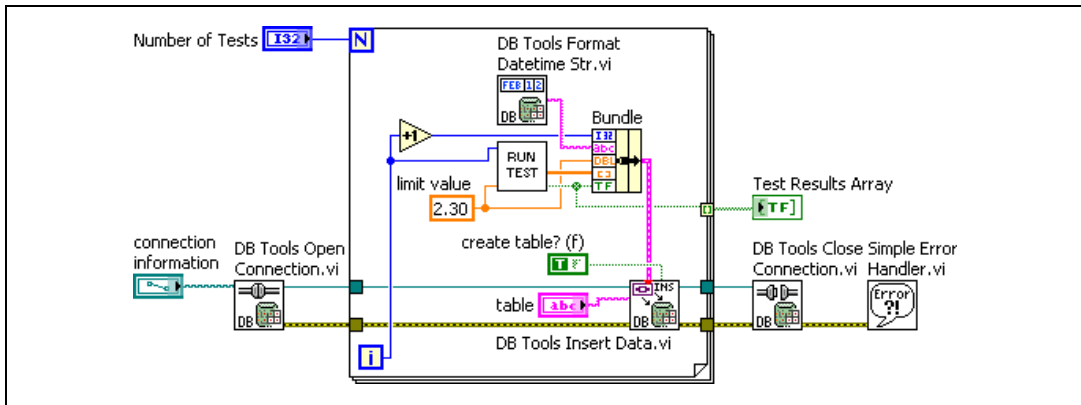 Number of Tests
I32
N
DB Tools Format
Datetime Str.vi
FEB 1 2
DB
+1
Bundle
I32
abc
DBL
[ ]
TF
RUN
TEST
limit value
2.30
Test Results Array
[TF]
create table? (f)
T
connection
information
DB Tools Open
Connection.vi
DB
table
abc
INS
DB
DB Tools Insert Data.vi
i
DB Tools Close
Connection.vi
DB
Simple Error
Handler.vi
Error
?!